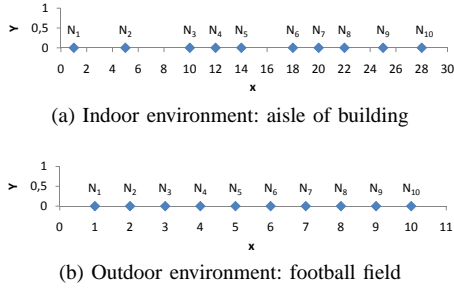 1
0,5
0
Y
N1 N2 N3 N4 N5 N6 N7 N8 N9 N10
0 2 4 6 8 10 12 14 16 18 20 22 24 26 28 30
x
(a) Indoor environment: aisle of building
1
0,5
0
Y
N1 N2 N3 N4 N5 N6 N7 N8 N9 N10
0 1 2 3 4 5 6 7 8 9 10 11
x
(b) Outdoor environment: football field